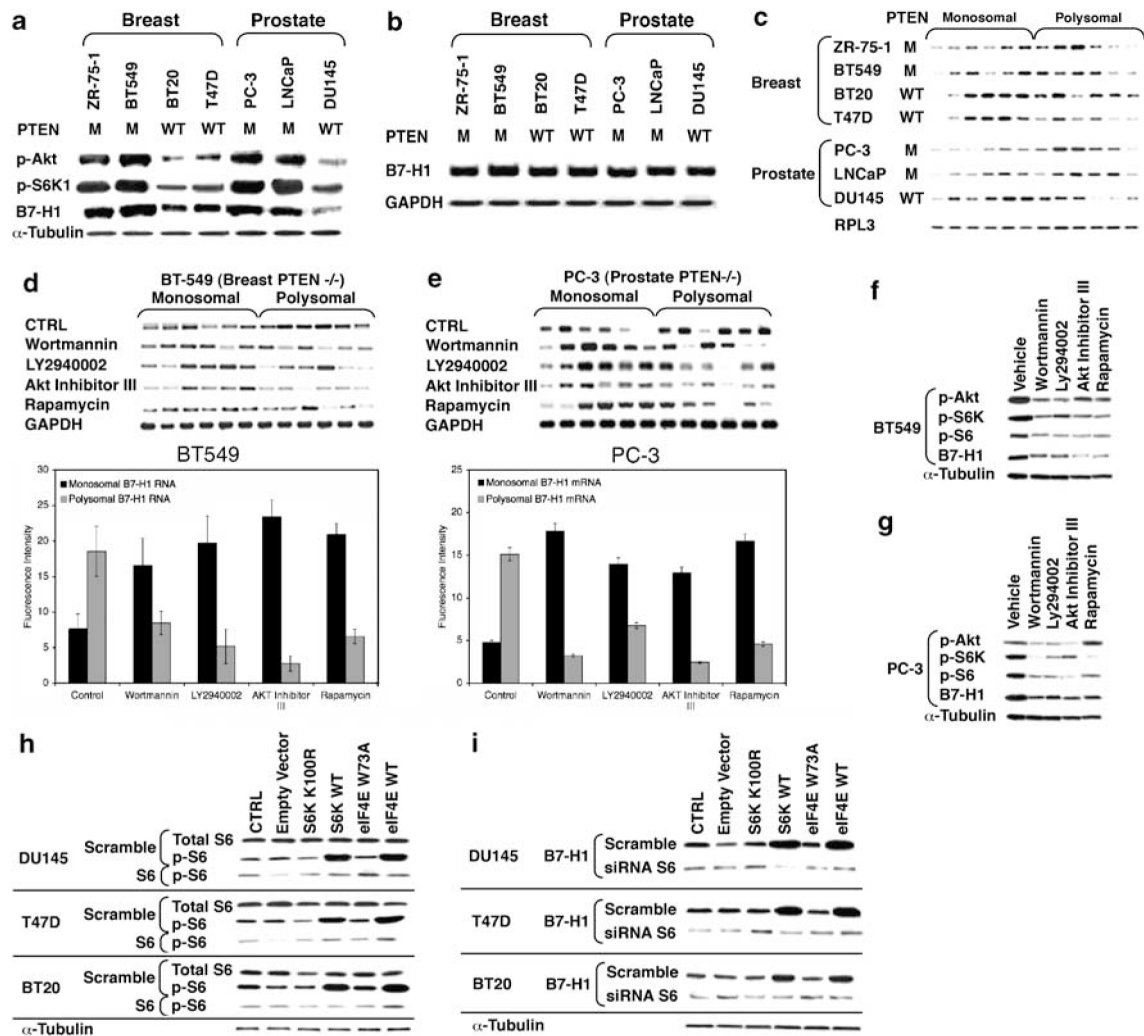 a
Breast
Prostate
ZR-75-1
BT549
BT20
T47D
PC-3
LNCaP
DU145
PTEN M M WT WT M M WT
p-Akt
p-S6K1
B7-H1
α-Tubulin
b
Breast
Prostate
ZR-75-1
BT549
BT20
T47D
PC-3
LNCaP
DU145
PTEN M M WT WT M M WT
B7-H1
GAPDH
c
PTEN Monosomal Polysomal
Breast
ZR-75-1 M
BT549 M
BT20 WT
T47D WT
Prostate
PC-3 M
LNCaP M
DU145 WT
RPL3
d
BT-549 (Breast PTEN -/-)
Monosomal Polysomal
CTRL
Wortmannin
LY2940002
Akt Inhibitor III
Rapamycin
GAPDH
BT549
Monosomal B7-H1 RNA
Polysomal B7-H1 RNA
Fluorescence Intensity
30
25
20
15
10
5
0
Control Wortmannin LY2940002 AKT Inhibitor III Rapamycin
e
PC-3 (Prostate PTEN-/-)
Monosomal Polysomal
CTRL
Wortmannin
LY2940002
Akt Inhibitor III
Rapamycin
GAPDH
PC-3
Monosomal B7-H1 mRNA
Polysomal B7-H1 mRNA
Fluorescence Intensity
25
20
15
10
5
0
Control Wortmannin LY2940002 AKT Inhibitor III Rapamycin
f
Vehicle
Wortmannin
Ly294002
Akt Inhibitor III
Rapamycin
BT549
p-Akt
p-S6K
p-S6
B7-H1
α-Tubulin
g
Vehicle
Wortmannin
Ly294002
Akt Inhibitor III
Rapamycin
PC-3
p-Akt
p-S6K
p-S6
B7-H1
α-Tubulin
h
CTRL
Empty Vector
S6K K100R
S6K WT
eIF4E W73A
eIF4E WT
DU145
Scramble
Total S6
p-S6
S6 p-S6
T47D
Scramble
Total S6
p-S6
S6 p-S6
BT20
Scramble
Total S6
p-S6
S6 p-S6
α-Tubulin
i
CTRL
Empty Vector
S6K K100R
S6K WT
eIF4E W73A
eIF4E WT
DU145 B7-H1
Scramble
siRNA S6
T47D B7-H1
Scramble
siRNA S6
BT20 B7-H1
Scramble
siRNA S6
α-Tubulin